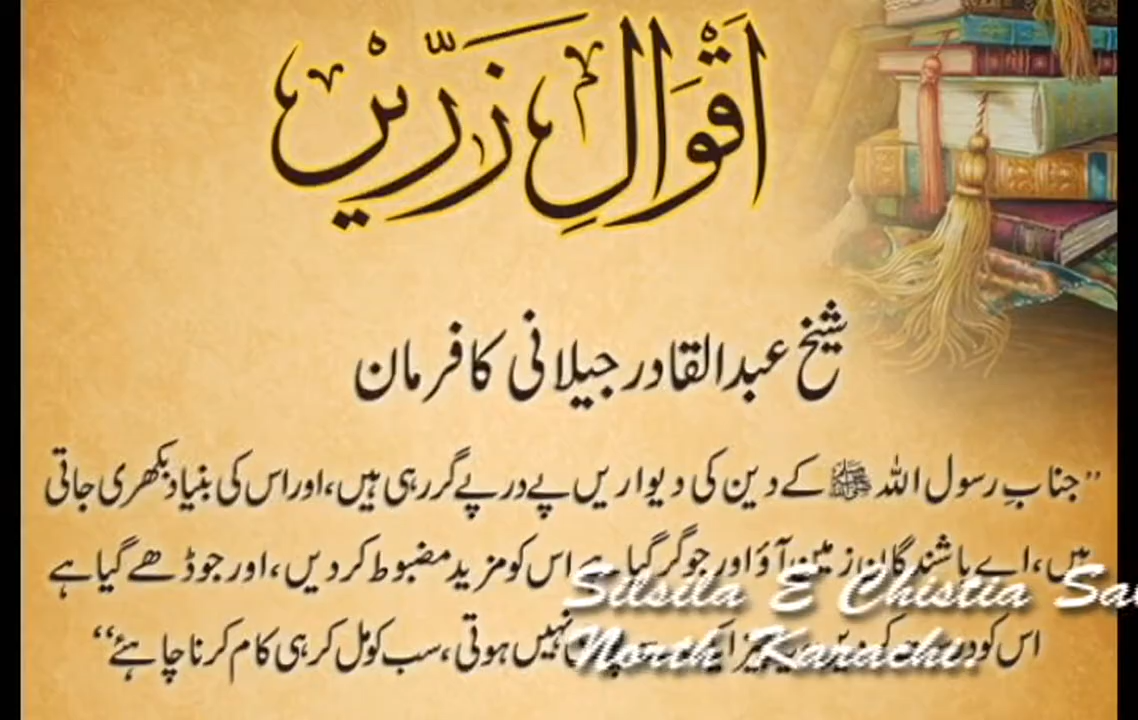 اقوالِ زرّیں
شیخ عبدالقادر جیلانی کا فرمان
"جنابِ رسول اللہ ﷺ کے دین کی دیواریں پے در پے گر رہی ہیں، اور اس کی بنیاد بکھری جاتی
ہیں، اے باشندگانِ زمین آؤ اور جو گر گیا ہے اس کو مزید مضبوط کر دیں، اور جو ڈھے گیا ہے
اس کو نہیں ہوتی، سب کو مل کر ہی کام کرنا چاہئے"
Silsila E Chistia
North Karachi.